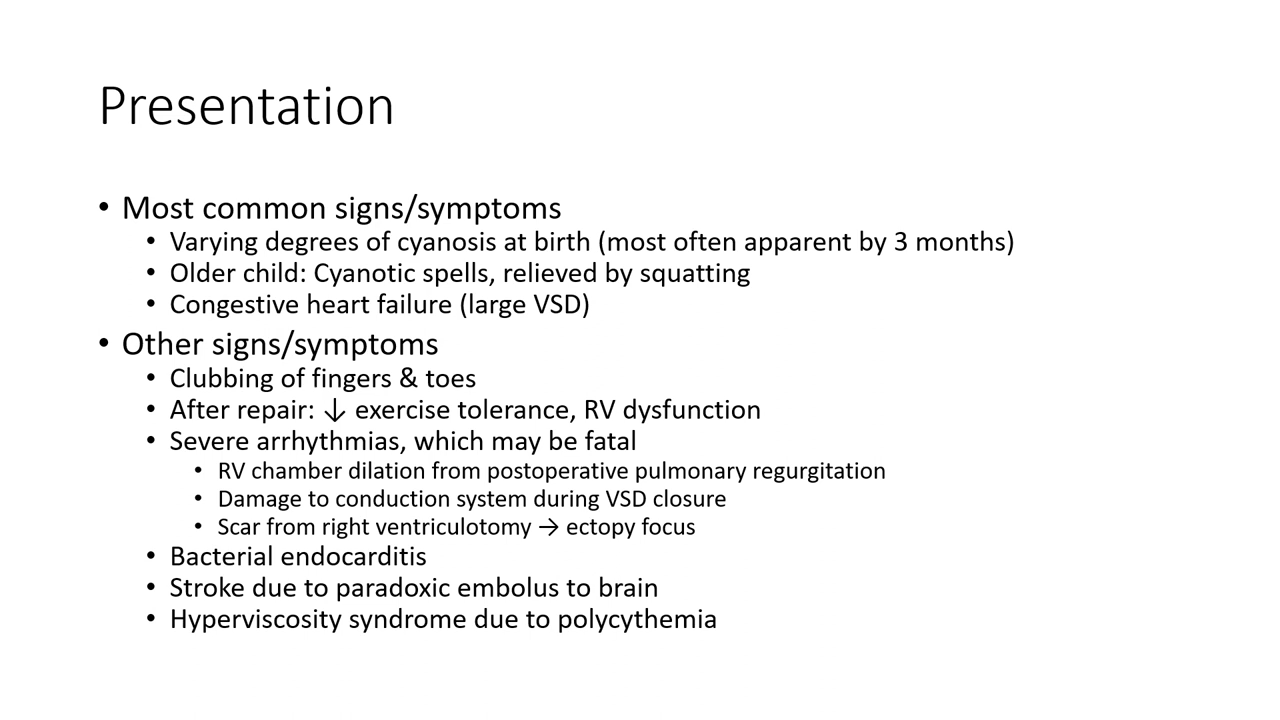 Presentation
• Most common signs/symptoms
• Varying degrees of cyanosis at birth (most often apparent by 3 months)
• Older child: Cyanotic spells, relieved by squatting
• Congestive heart failure (large VSD)
• Other signs/symptoms
• Clubbing of fingers & toes
• After repair: ↓ exercise tolerance, RV dysfunction
• Severe arrhythmias, which may be fatal
• RV chamber dilation from postoperative pulmonary regurgitation
• Damage to conduction system during VSD closure
• Scar from right ventriculotomy → ectopy focus
• Bacterial endocarditis
• Stroke due to paradoxic embolus to brain
• Hyperviscosity syndrome due to polycythemia